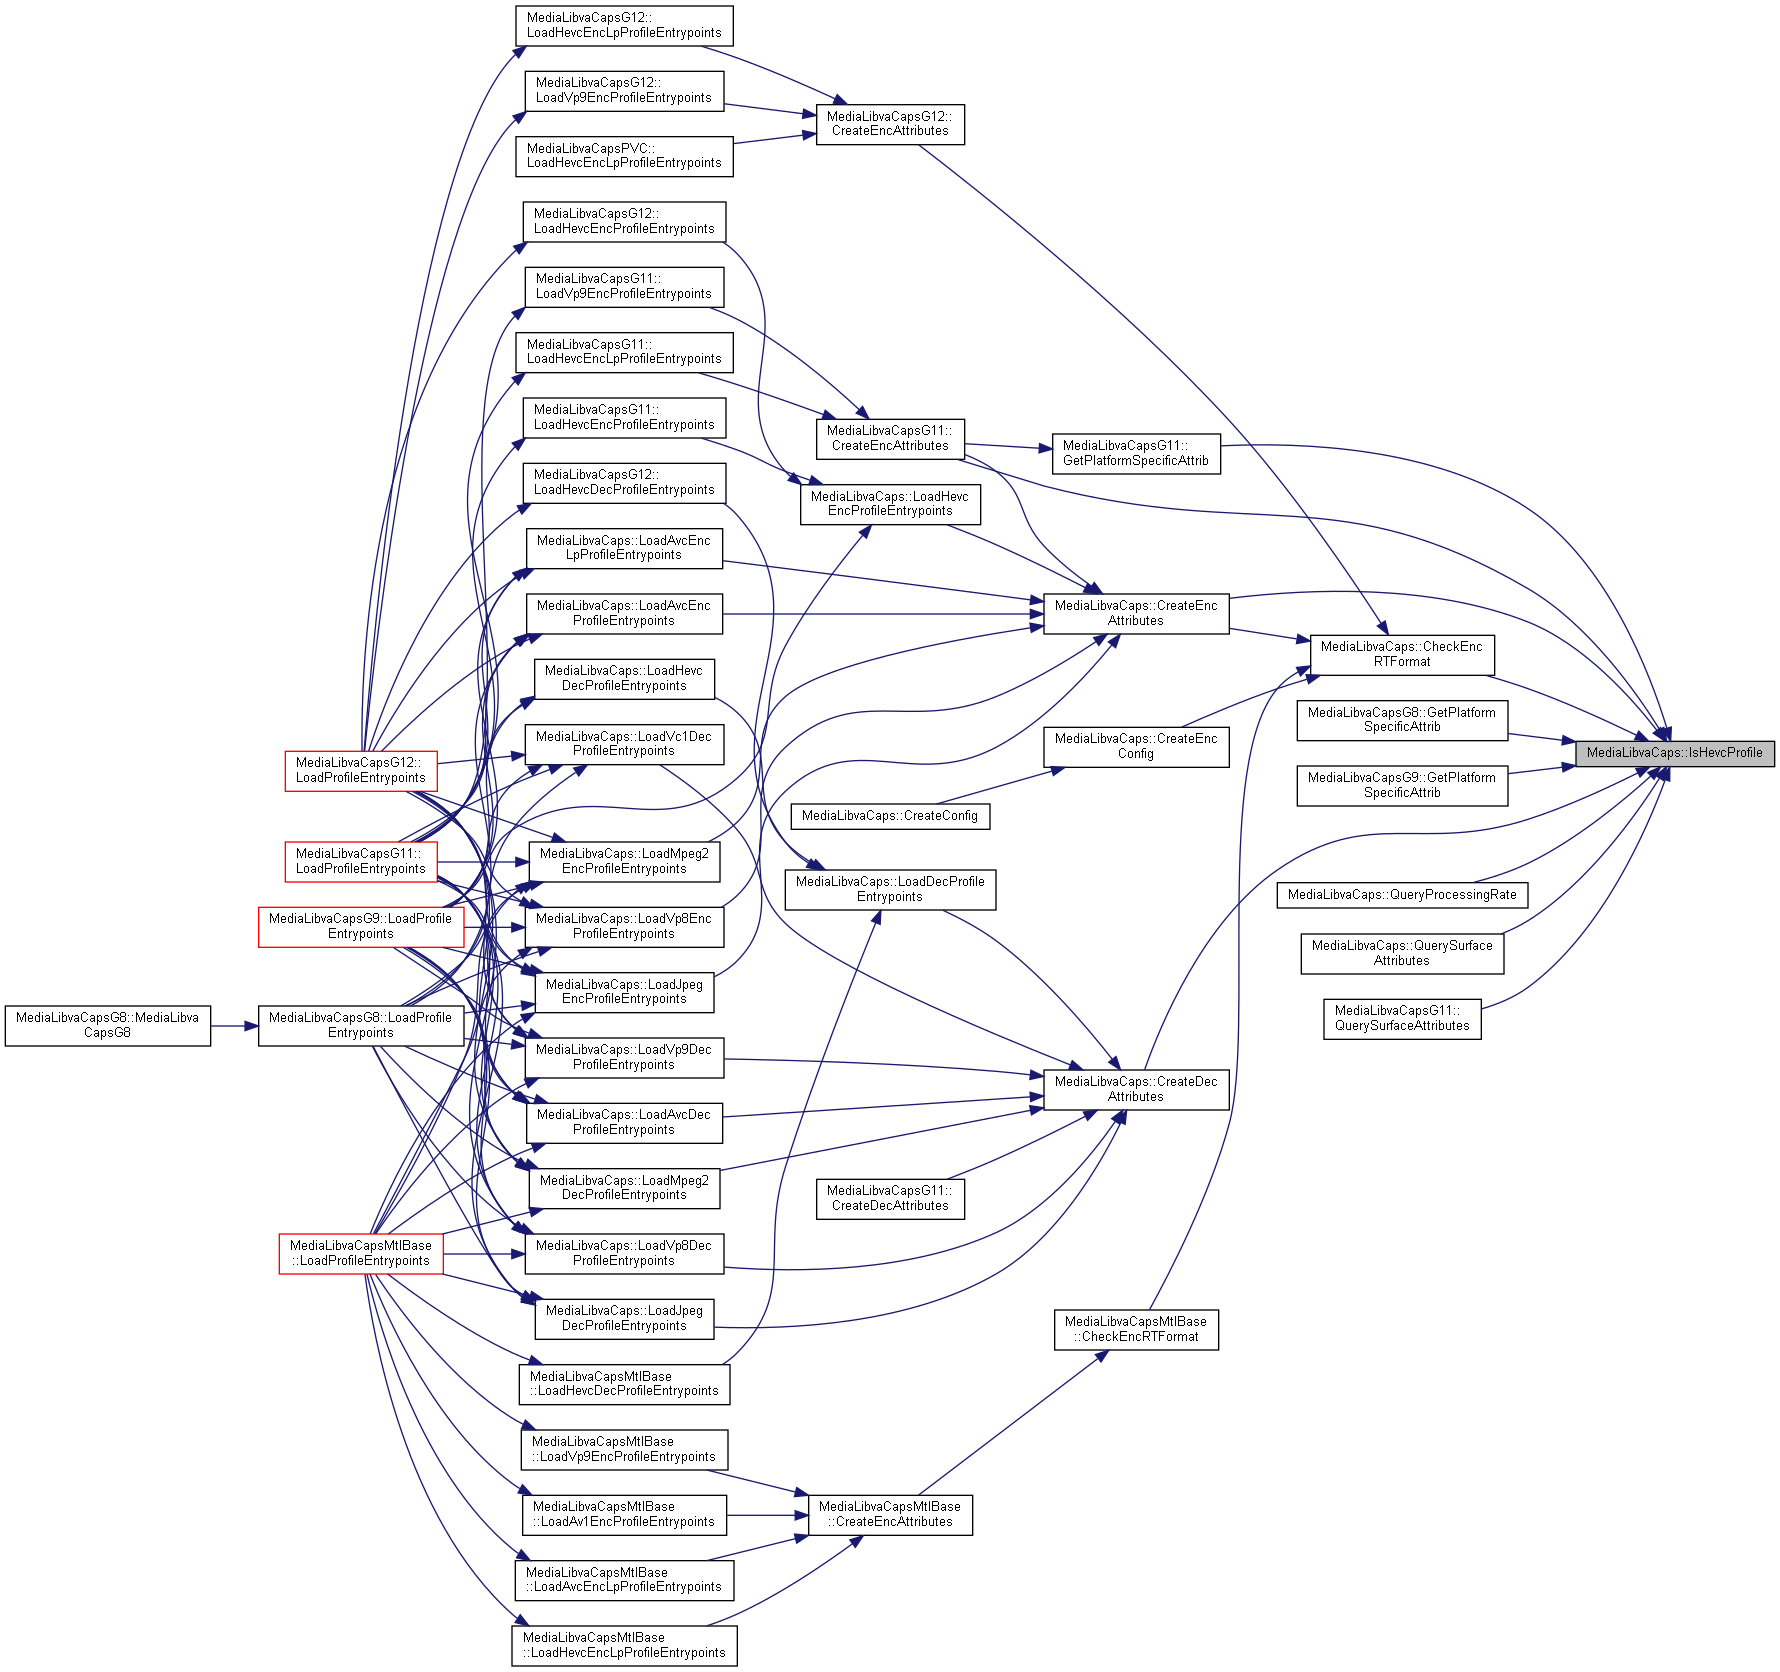 MediaLibvaCapsG12::
LoadHevcEncLpProfileEntrypoints
MediaLibvaCapsG12::
LoadVp9EncProfileEntrypoints
MediaLibvaCapsG12::
CreateEncAttributes
MediaLibvaCapsPVC::
LoadHevcEncLpProfileEntrypoints
MediaLibvaCapsG12::
LoadHevcEncProfileEntrypoints
MediaLibvaCapsG11::
LoadVp9EncProfileEntrypoints
MediaLibvaCapsG11::
LoadHevcEncLpProfileEntrypoints
MediaLibvaCapsG11::
LoadHevcEncProfileEntrypoints
MediaLibvaCapsG11::
CreateEncAttributes
MediaLibvaCapsG11::
GetPlatformSpecificAttrib
MediaLibvaCapsG12::
LoadHevcDecProfileEntrypoints
MediaLibvaCaps::LoadHevc
EncProfileEntrypoints
MediaLibvaCaps::LoadAvcEnc
LpProfileEntrypoints
MediaLibvaCaps::LoadAvcEnc
ProfileEntrypoints
MediaLibvaCaps::CreateEnc
Attributes
MediaLibvaCaps::CheckEnc
RTFormat
MediaLibvaCaps::LoadHevc
DecProfileEntrypoints
MediaLibvaCapsG8::GetPlatform
SpecificAttrib
MediaLibvaCaps::LoadVc1Dec
ProfileEntrypoints
MediaLibvaCaps::CreateEnc
Config
MediaLibvaCaps::IsHevcProfile
MediaLibvaCapsG12::
LoadProfileEntrypoints
MediaLibvaCapsG9::GetPlatform
SpecificAttrib
MediaLibvaCaps::CreateConfig
MediaLibvaCapsG11::
LoadProfileEntrypoints
MediaLibvaCaps::LoadMpeg2
EncProfileEntrypoints
MediaLibvaCaps::LoadDecProfile
Entrypoints
MediaLibvaCaps::QueryProcessingRate
MediaLibvaCapsG9::LoadProfile
Entrypoints
MediaLibvaCaps::LoadVp8Enc
ProfileEntrypoints
MediaLibvaCaps::QuerySurface
Attributes
MediaLibvaCaps::LoadJpeg
EncProfileEntrypoints
MediaLibvaCapsG8::MediaLibva
CapsG8
MediaLibvaCapsG8::LoadProfile
Entrypoints
MediaLibvaCapsG11::
QuerySurfaceAttributes
MediaLibvaCaps::LoadVp9Dec
ProfileEntrypoints
MediaLibvaCaps::CreateDec
Attributes
MediaLibvaCaps::LoadAvcDec
ProfileEntrypoints
MediaLibvaCaps::LoadMpeg2
DecProfileEntrypoints
MediaLibvaCapsG11::
CreateDecAttributes
MediaLibvaCapsMtlBase
::LoadProfileEntrypoints
MediaLibvaCaps::LoadVp8Dec
ProfileEntrypoints
MediaLibvaCaps::LoadJpeg
DecProfileEntrypoints
MediaLibvaCapsMtlBase
::CheckEncRTFormat
MediaLibvaCapsMtlBase
::LoadHevcDecProfileEntrypoints
MediaLibvaCapsMtlBase
::LoadVp9EncProfileEntrypoints
MediaLibvaCapsMtlBase
::LoadAv1EncProfileEntrypoints
MediaLibvaCapsMtlBase
::CreateEncAttributes
MediaLibvaCapsMtlBase
::LoadAvcEncLpProfileEntrypoints
MediaLibvaCapsMtlBase
::LoadHevcEncLpProfileEntrypoints